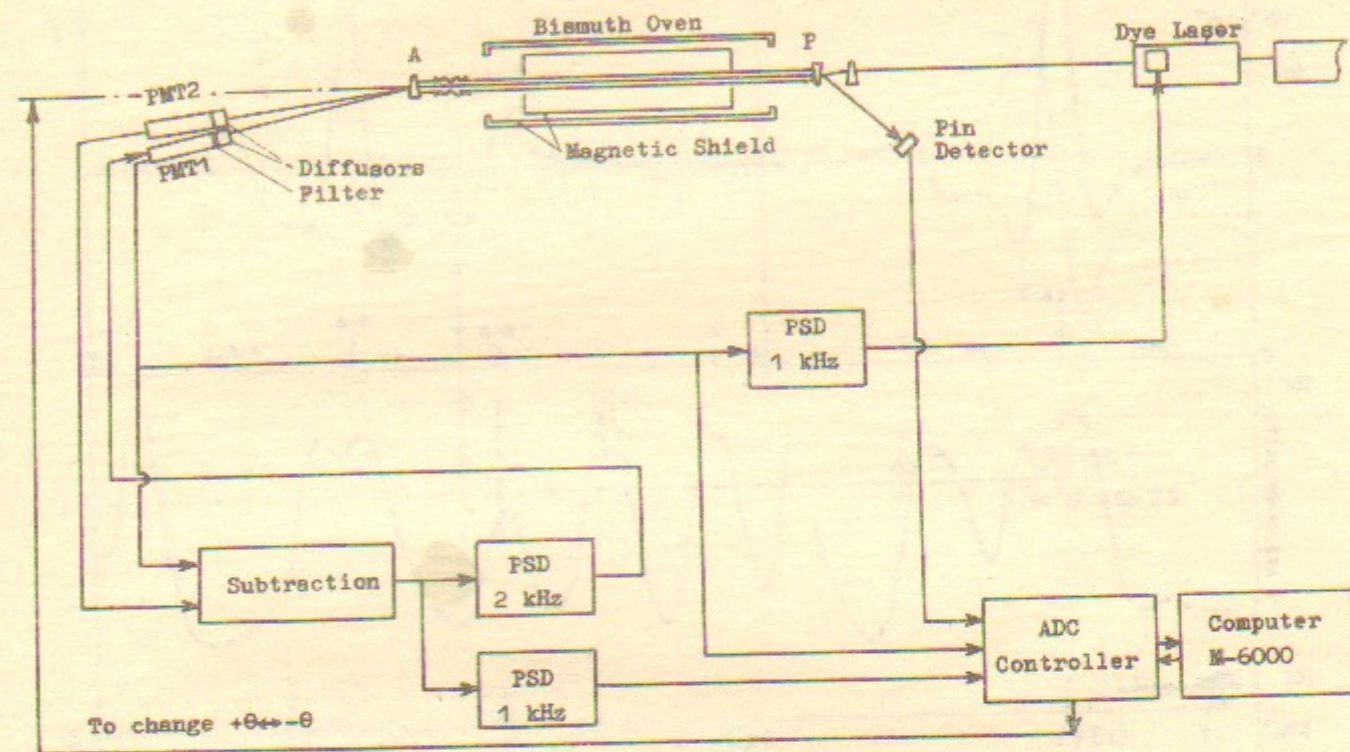 Bismuth Oven
A
P
Dye Laser
PMT2
PMT1
Diffusors
Filter
Magnetic Shield
Pin
Detector
PSD
1 kHz
Subtraction
PSD
2 kHz
PSD
1 kHz
ADC
Controller
Computer
M-6000
To change +θ↔-θ